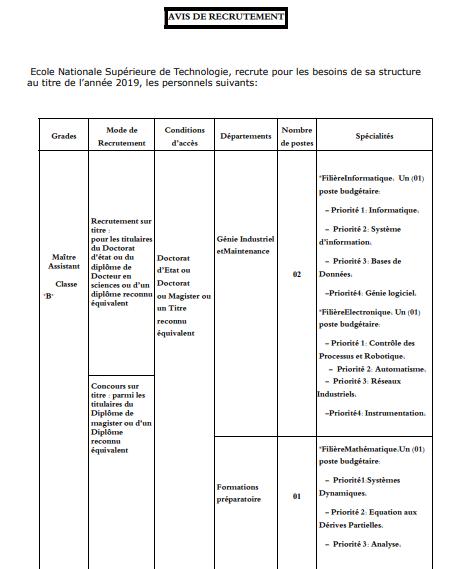 AVIS DE RECRUTEMENT
Ecole Nationale Supérieure de Technologie, recrute pour les besoins de sa structure
au titre de l'année 2019, les personnels suivants:
Grades
Mode de
Recrutement
Conditions
d'accès
Départements
Nombre
de postes
Spécialités
Maître
Assistant
Classe
"B"
Recrutement sur
titre :
pour les titulaires
du Doctorat
d'état ou du
diplôme de
Docteur en
sciences ou d'un
diplôme reconnu
équivalent
Concours sur
titre : parmi les
titulaires du
Diplôme de
magister ou d'un
Diplôme
reconnu
équivalent
Doctorat
d'Etat ou
Doctorat
ou Magister ou
un Titre
reconnu
équivalent
Génie Industriel
etMaintenance
02
*FilièreInformatique. Un (01)
poste budgétaire:
– Priorité 1: Informatique.
– Priorité 2: Système
d'information.
– Priorité 3: Bases de
Données.
–Priorité4: Génie logiciel.
*FilièreElectronique. Un (01)
poste budgétaire:
– Priorité 1: Contrôle des
Processus et Robotique.
– Priorité 2: Automatisme.
– Priorité 3: Réseaux
Industriels.
–Priorité4: Instrumentation.
Formations
préparatoire
01
*FilièreMathématique.Un (01)
poste budgétaire:
– Priorité1:Systèmes
Dynamiques.
– Priorité 2: Equation aux
Dérives Partielles.
– Priorité 3: Analyse.